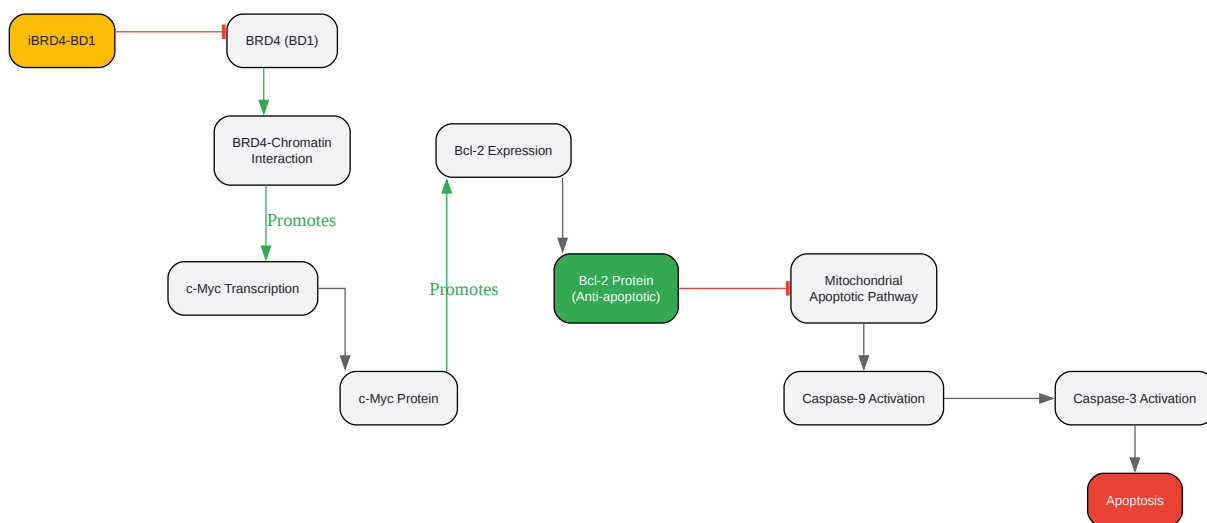 iBRD4-BD1
BRD4 (BD1)
BRD4-Chromatin
Interaction
Promotes
c-Myc Transcription
c-Myc Protein
Promotes
Bcl-2 Expression
Bcl-2 Protein
(Anti-apoptotic)
Mitochondrial
Apoptotic Pathway
Caspase-9 Activation
Caspase-3 Activation
Apoptosis